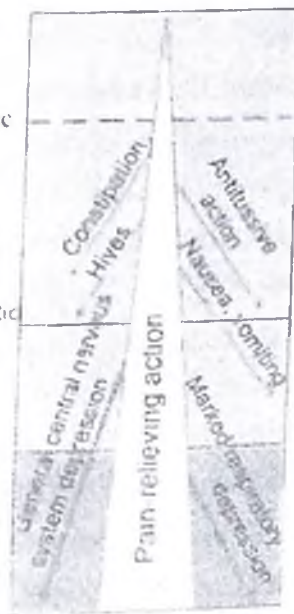 c
Constipation
Hives
General central nervous
system depression
Pain relieving action
Antitussive
action
Nausea, vomiting
Marked respiratory
depression